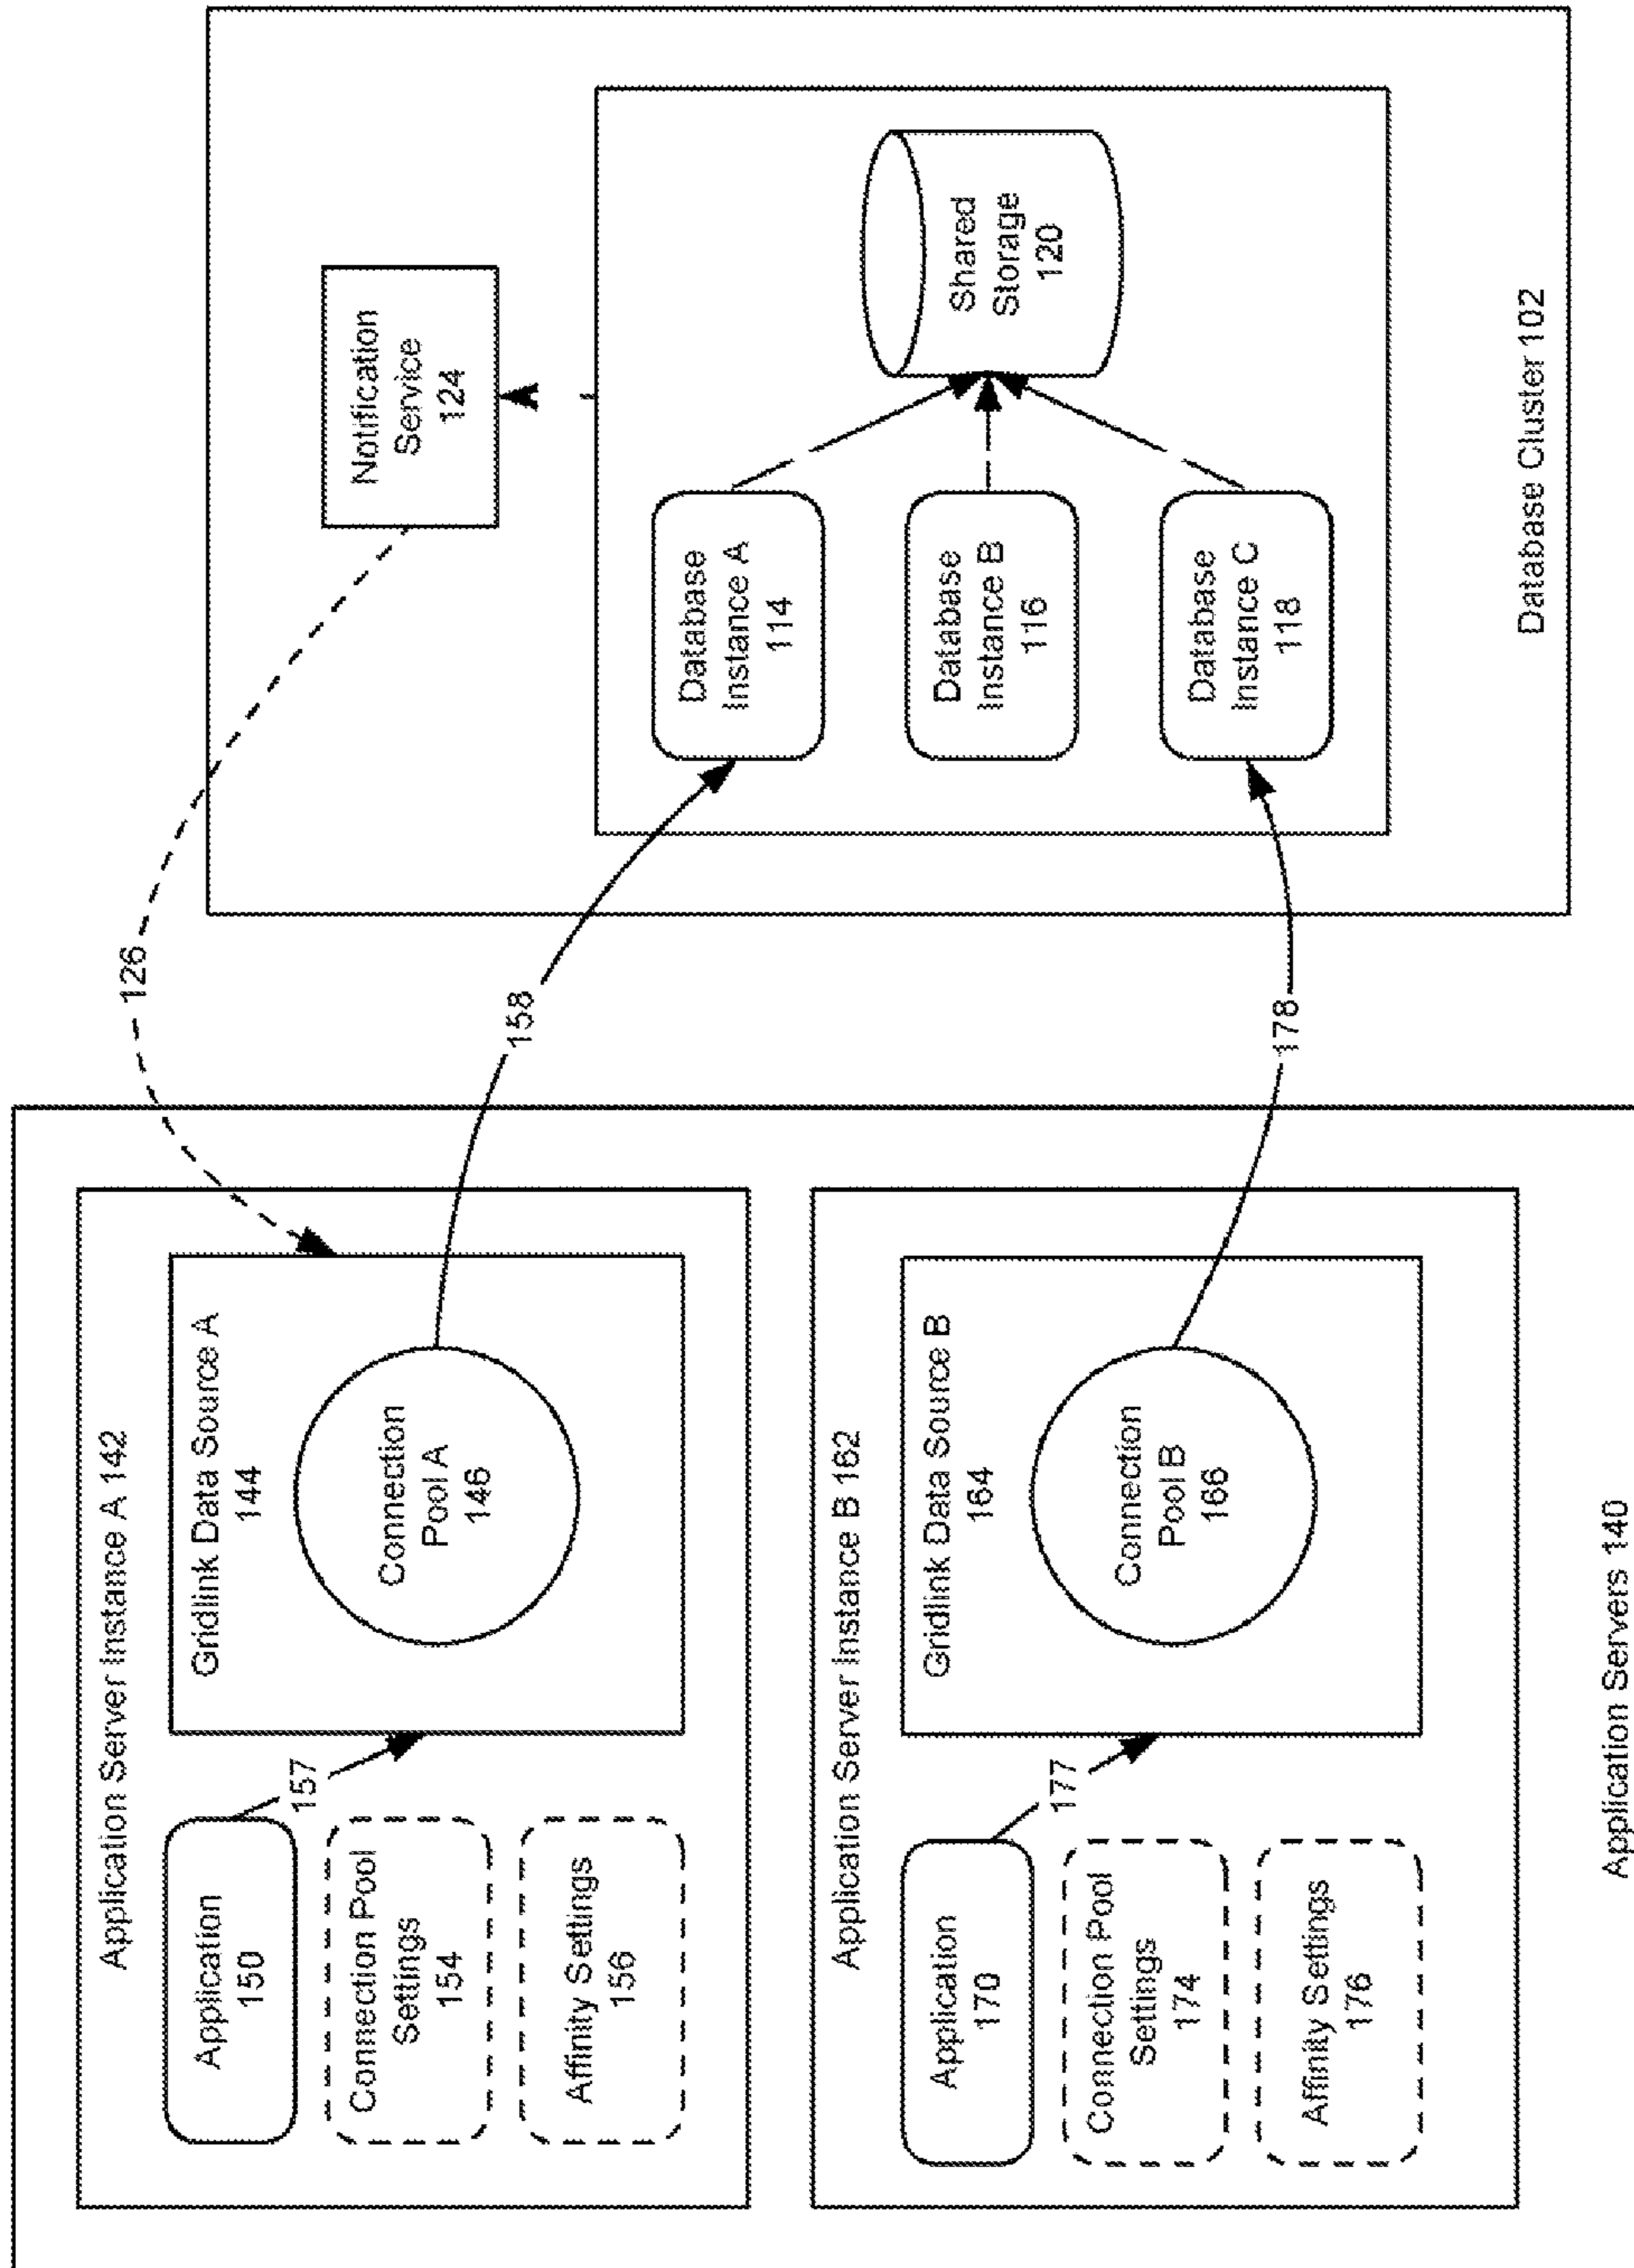 Application Server Instance A 142
Application
150
Connection Pool
Settings
154
Affinity Settings
156
157
Gridlink Data Source A
144
Connection
Pool A
146
126
158
Application Server Instance B 162
Application
170
Connection Pool
Settings
174
Affinity Settings
176
177
Gridlink Data Source B
164
Connection
Pool B
166
178
Application Servers 140
Notification
Service
124
Database
Instance A
114
Database
Instance B
116
Database
Instance C
118
Shared
Storage
120
Database Cluster 102